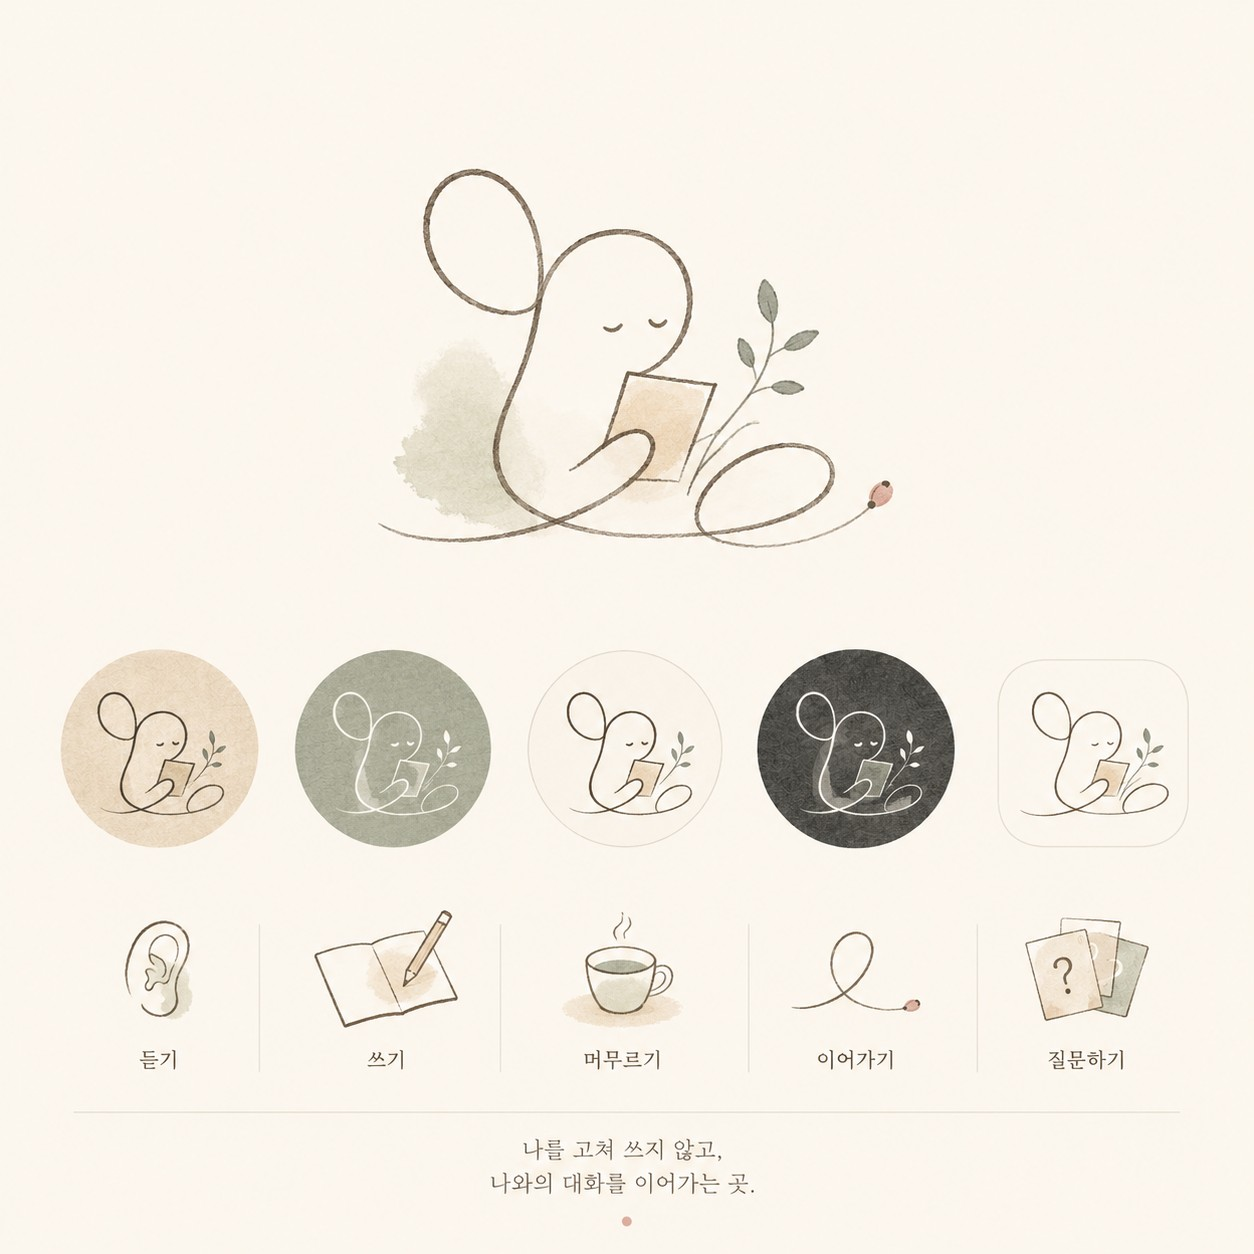 ?
듣기
쓰기
머무르기
이어가기
질문하기
나를 고쳐 쓰지 않고,
나와의 대화를 이어가는 곳.